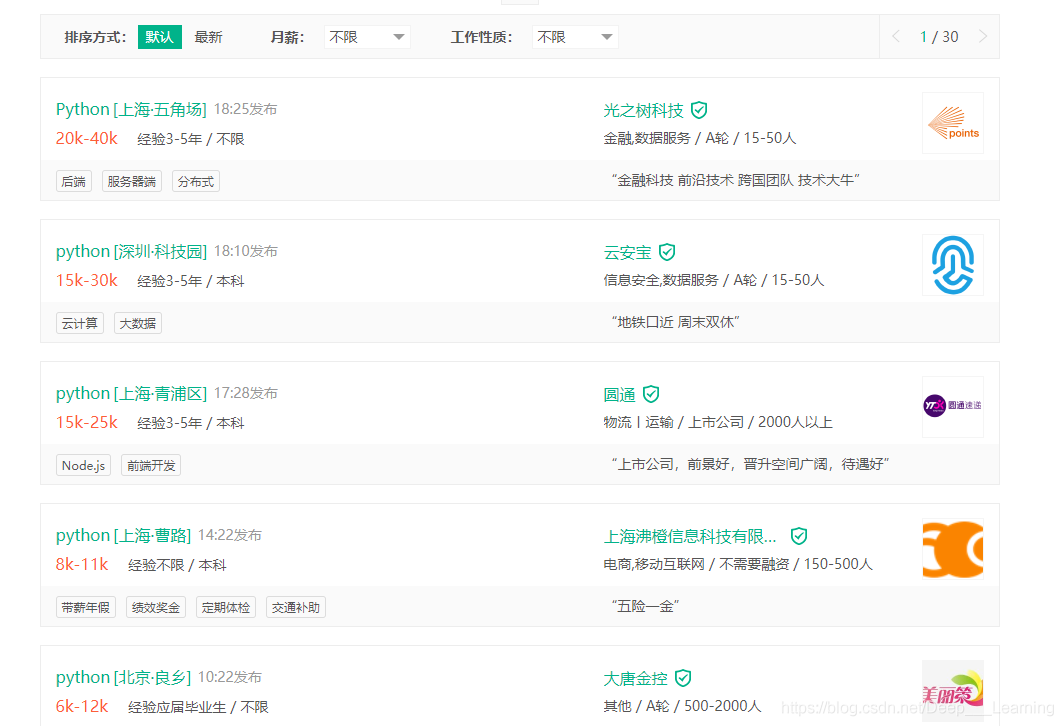 排序方式： 默认 最新 月薪： 不限 工作性质： 不限 1 / 30
Python [上海·五角场] 18:25发布
20k-40k 经验3-5年 / 不限
光之树科技
金融,数据服务 / A轮 / 15-50人
points
后端 服务器端 分布式
“金融科技 前沿技术 跨国团队 技术大牛”
python [深圳·科技园] 18:10发布
15k-30k 经验3-5年 / 本科
云安宝
信息安全,数据服务 / A轮 / 15-50人
云计算 大数据
“地铁口近 周末双休”
python [上海·青浦区] 17:28发布
15k-25k 经验3-5年 / 本科
圆通
物流丨运输 / 上市公司 / 2000人以上
圆通速递
Node.js 前端开发
“上市公司，前景好，晋升空间广阔，待遇好”
python [上海·曹路] 14:22发布
8k-11k 经验不限 / 本科
上海沸橙信息科技有限...
电商,移动互联网 / 不需要融资 / 150-500人
带薪年假 绩效奖金 定期体检 交通补助
“五险一金”
python [北京·良乡] 10:22发布
6k-12k 经验应届毕业生 / 不限
大唐金控
其他 / A轮 / 500-2000人
https://blog.csdn.net/Deep___Learning